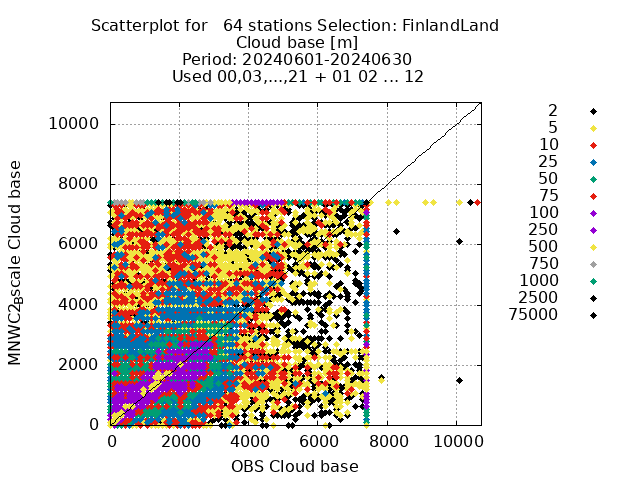 Scatterplot for   64 stations Selection: FinlandLand
Cloud base [m]
Period: 20240601-20240630
Used 00,03,...,21 + 01 02 ... 12
MNWC2_Bscale Cloud base
10000
8000
6000
4000
2000
0
0 2000 4000 6000 8000 10000
OBS Cloud base
2
5
10
25
50
75
100
250
500
750
1000
2500
75000